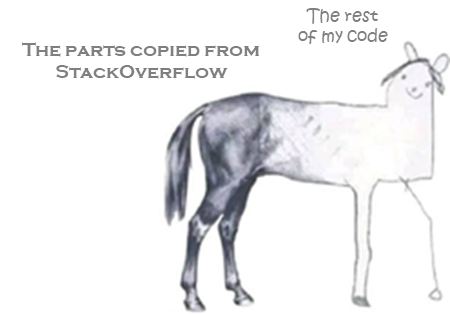 The parts copied from
StackOverflow
The rest
of my code